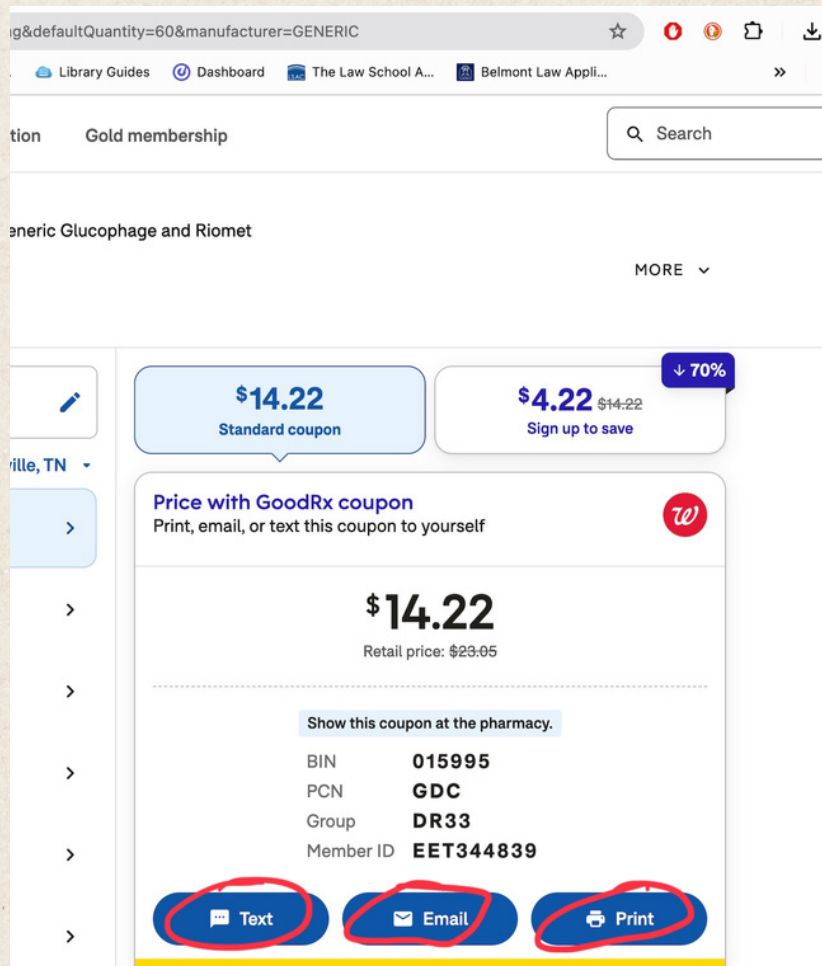 g&defaultQuantity=60&manufacturer=GENERIC
Library Guides Dashboard The Law School A... Belmont Law Appli... »
tion Gold membership Search
eneric Glucophage and Riomet
MORE
↓ 70%
$14.22 $4.22 $14.22
Standard coupon Sign up to save
ville, TN
Price with GoodRx coupon
Print, email, or text this coupon to yourself
$14.22
Retail price: $23.05
Show this coupon at the pharmacy.
BIN 015995
PCN GDC
Group DR33
Member ID EET344839
Text Email Print